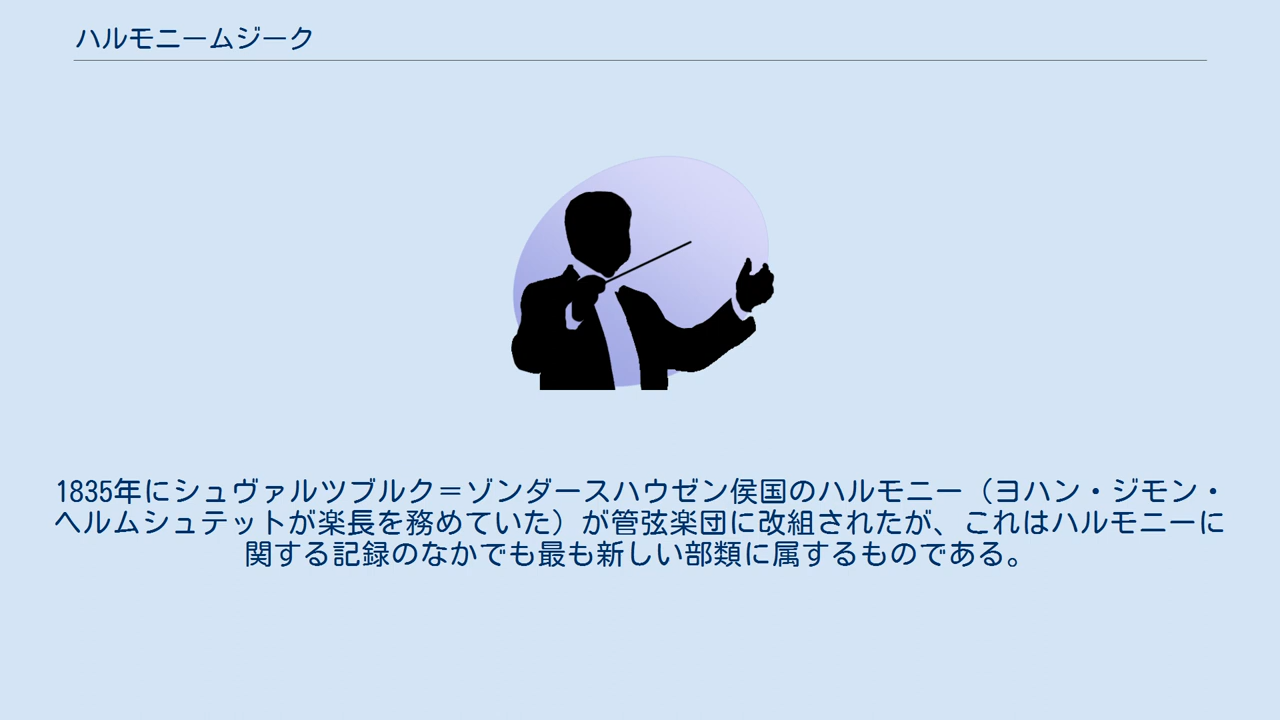 ハルモニームジーク
1835年にシュヴァルツブルク＝ゾンダースハウゼン侯国のハルモニー（ヨハン・ジモン・
ヘルムシュテットが楽長を務めていた）が管弦楽団に改組されたが、これはハルモニーに
関する記録のなかでも最も新しい部類に属するものである。